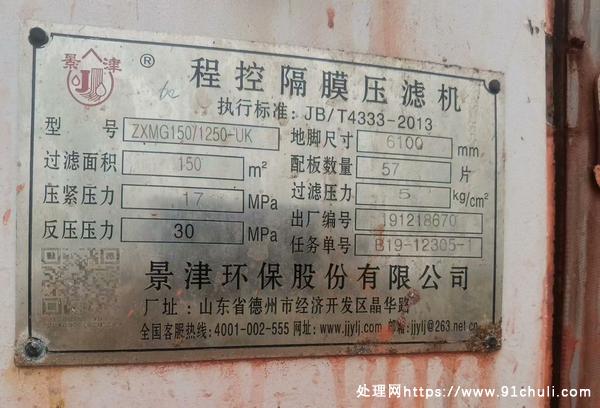 景津 ® 程控隔膜压滤机
执行标准：JB/T4333-2013
型号 ZXMG150/1250-UK 地脚尺寸 6100 mm
过滤面积 150 m² 配板数量 57 片
压紧压力 17 MPa 过滤压力 5 kg/cm²
反压压力 30 MPa 出厂编号 191218670
任务单号 B19-12305-1
景津环保股份有限公司
厂址：山东省德州市经济开发区晶华路
全国客服热线：4001-002-555 网址：www.jjylj.com 邮箱：jjylj@263.net.cn
处理网https://www.91chuli.com/